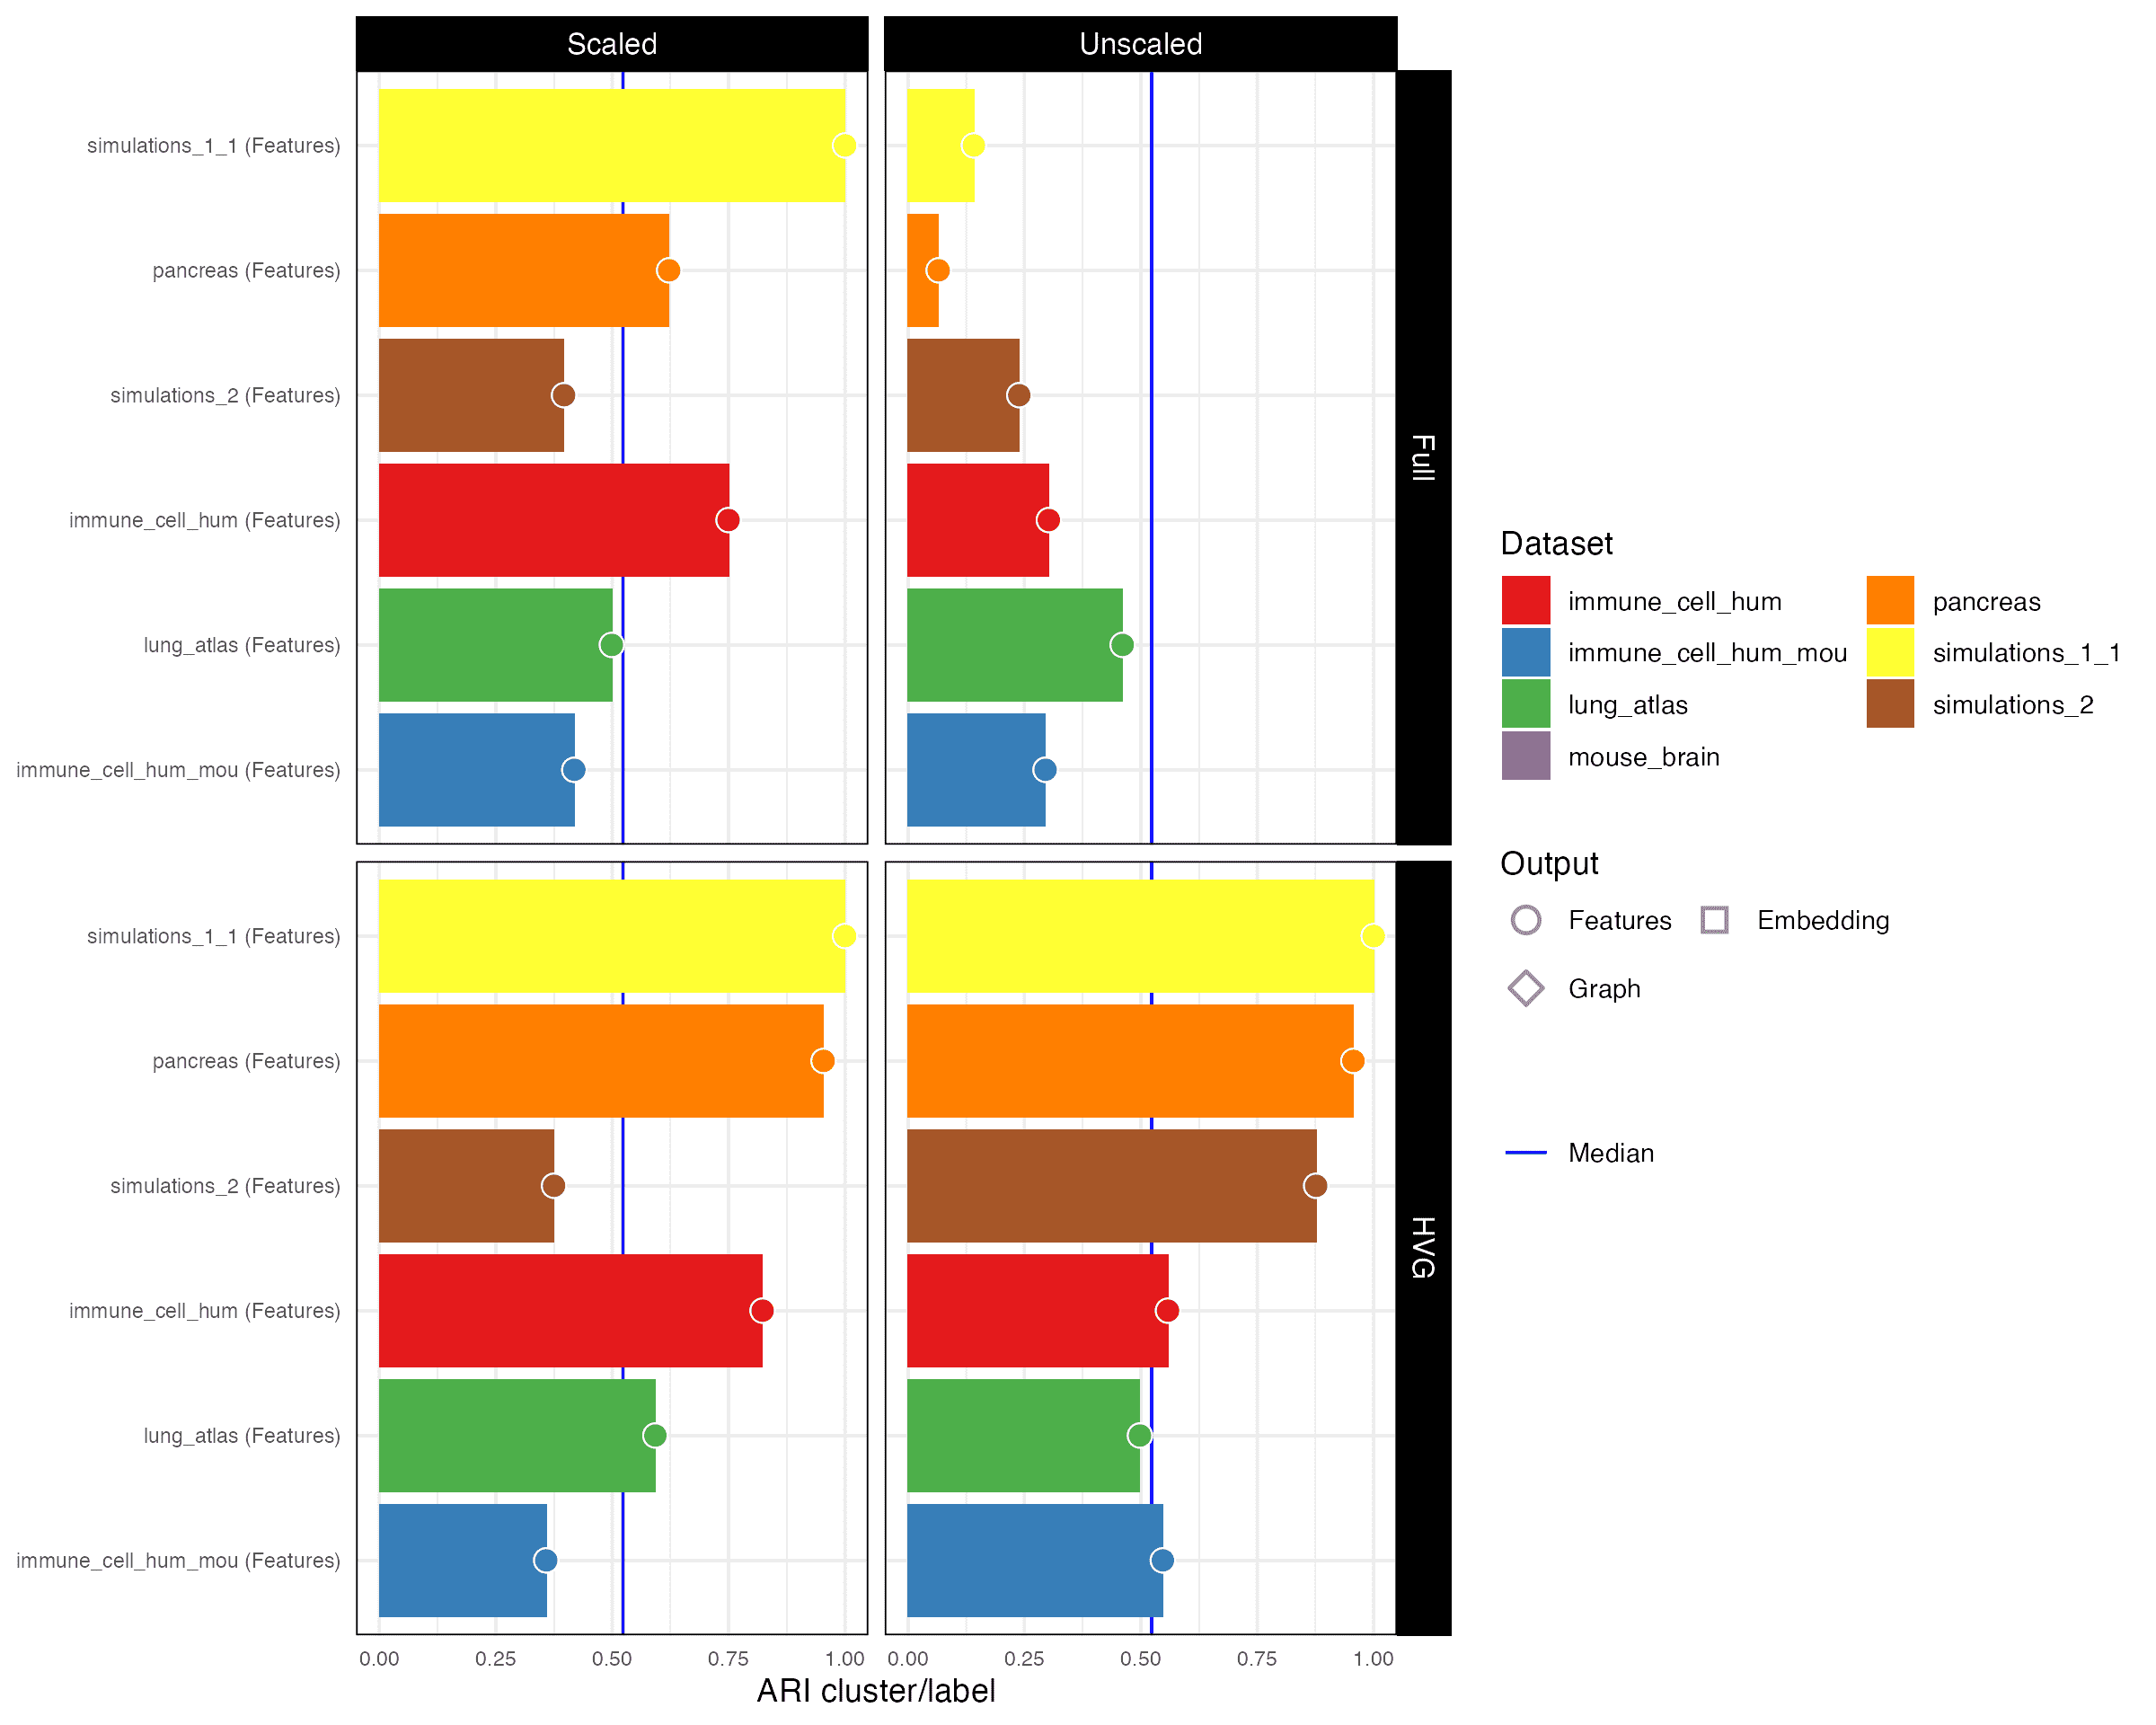 Scaled
Unscaled
simulations_1_1 (Features)
pancreas (Features)
simulations_2 (Features)
immune_cell_hum (Features)
lung_atlas (Features)
immune_cell_hum_mou (Features)
Full
simulations_1_1 (Features)
pancreas (Features)
simulations_2 (Features)
immune_cell_hum (Features)
lung_atlas (Features)
immune_cell_hum_mou (Features)
HVG
0.00 0.25 0.50 0.75 1.00
0.00 0.25 0.50 0.75 1.00
ARI cluster/label
Dataset
immune_cell_hum
immune_cell_hum_mou
lung_atlas
mouse_brain
pancreas
simulations_1_1
simulations_2
Output
Features
Embedding
Graph
Median